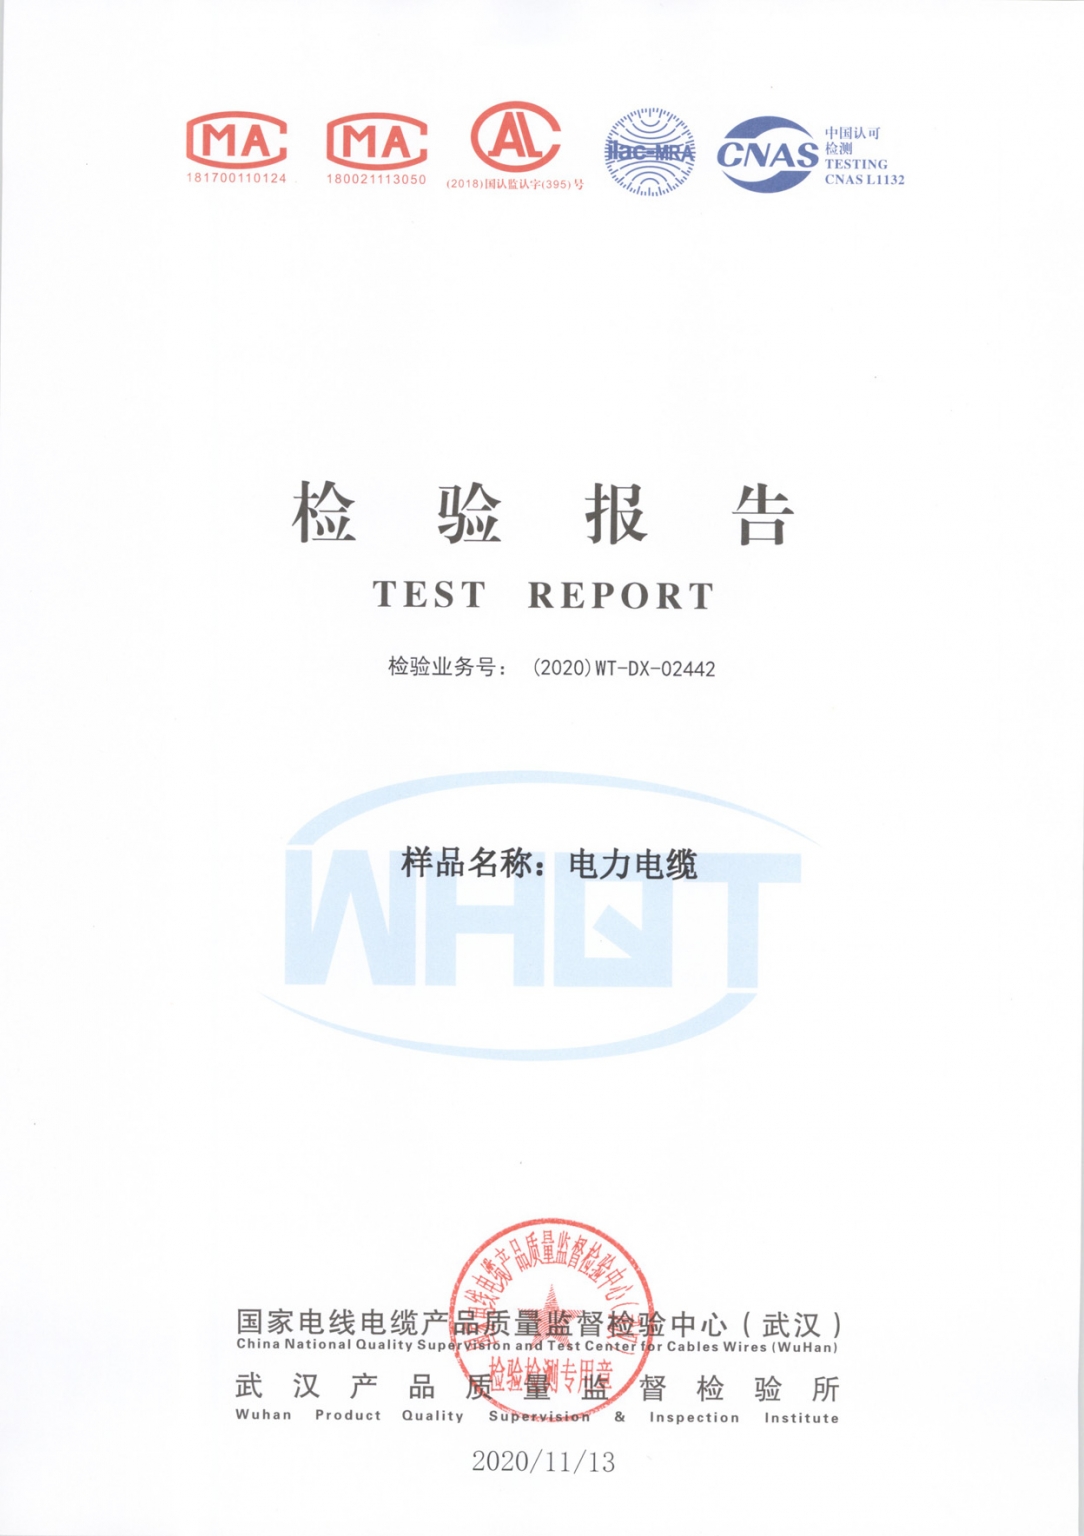 MA
181700110124
MA
180021113050
AL
(2018)国认监认字(395)号
ilac-MRA
CNAS
中国认可
检测
TESTING
CNAS L1132
检验报告
TEST REPORT
检验业务号： (2020)WT-DX-02442
WHQT
样品名称：电力电缆
国家电线电缆产品质量监督检验中心（武汉）
China National Quality Supervision and Test Center for Cables Wires (WuHan)
武汉产品质量监督检验所
Wuhan Product Quality Supervision & Inspection Institute
国家电线电缆产品质量监督检验中心(武汉)
检验检测专用章
2020/11/13